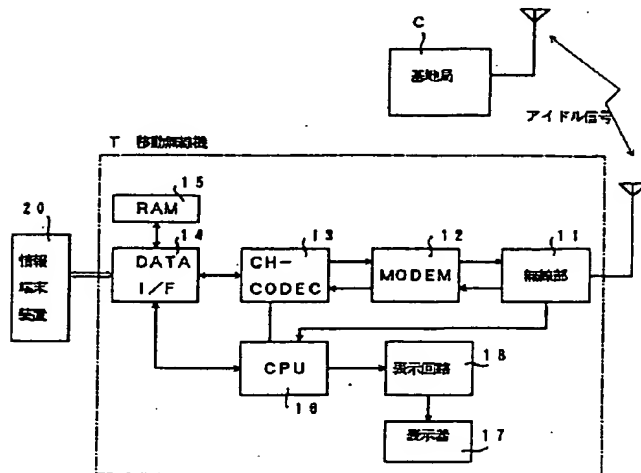 C
基地局
アイドル信号
T 移動無線機
15
RAM
20
情報
端末
装置
14
DATA
I/F
13
CH-
CODEC
12
MODEM
11
無線部
CPU
16
表示回路
18
表示器
17